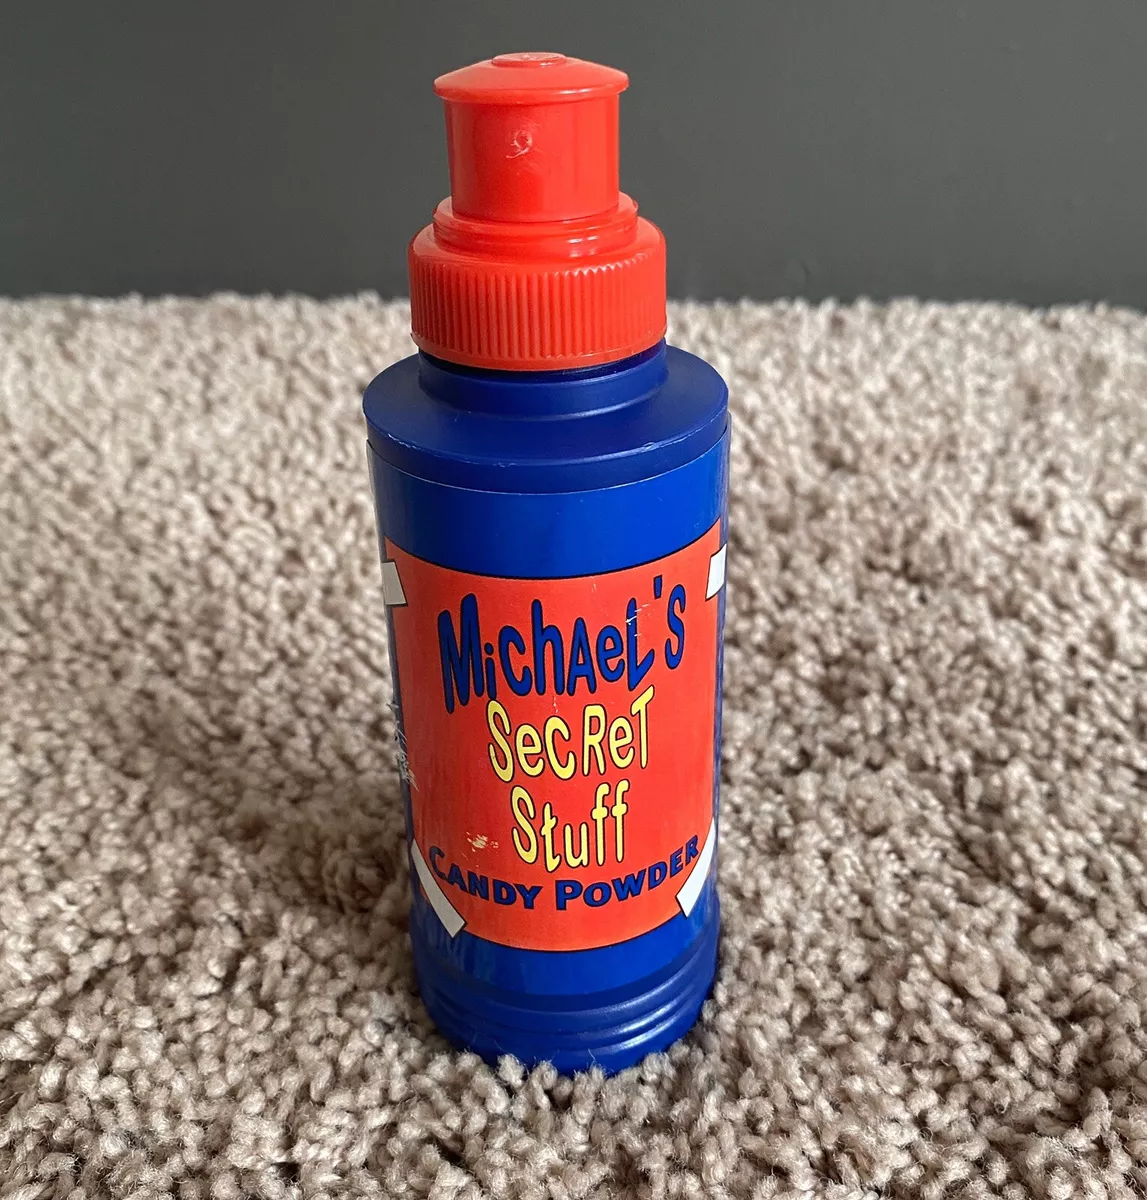 MichAeL's
SecReT
Stuff
CANDY POWDER